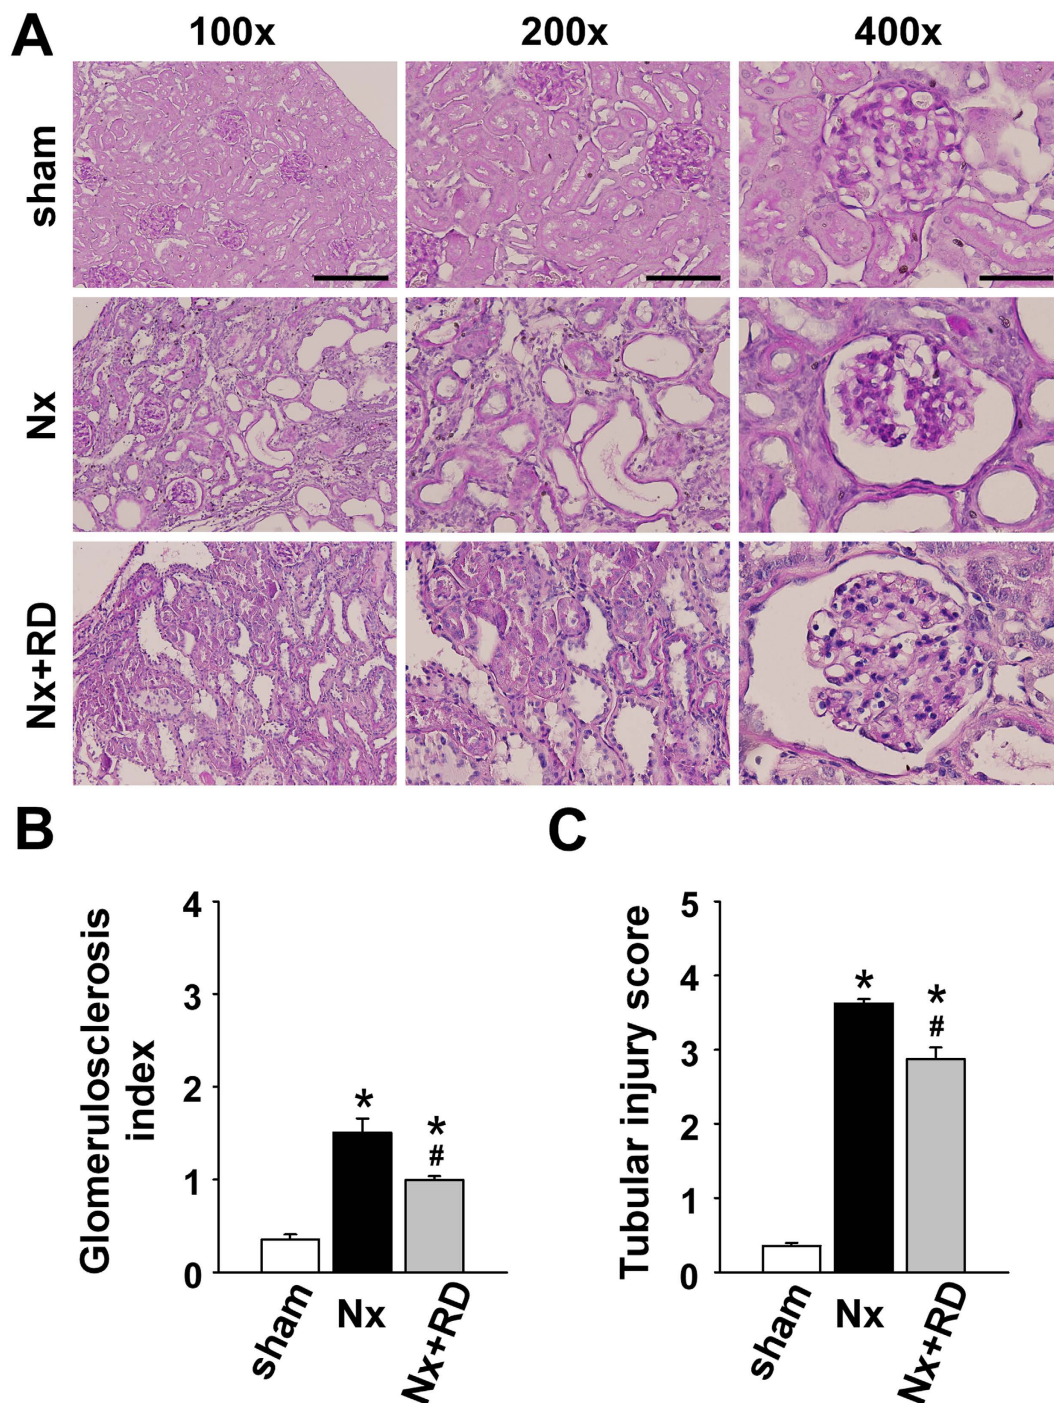 A
100x 200x 400x
sham
Nx
Nx+RD
B
Glomerulosclerosis
index
4
3
2
1
0
*
*
#
sham Nx Nx+RD
C
Tubular injury score
5
4
3
2
1
0
*
*
#
sham Nx Nx+RD